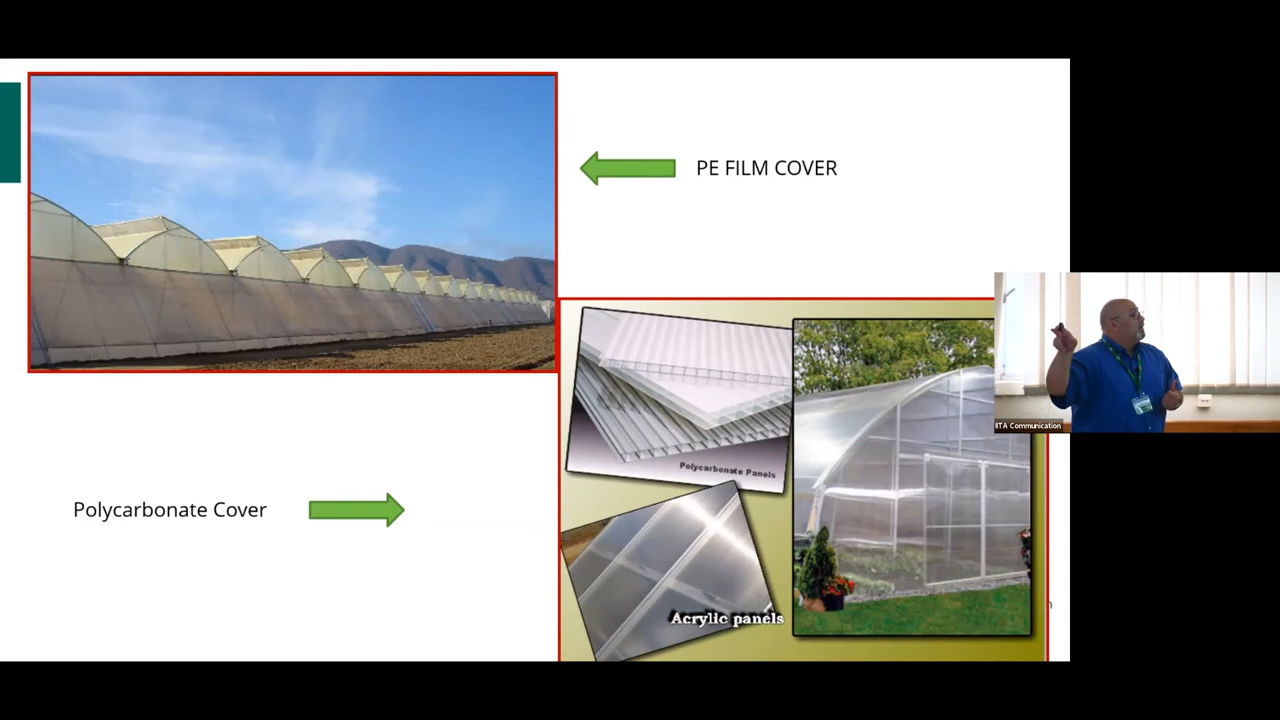 PE FILM COVER
IITA Communication
Polycarbonate Panels
Polycarbonate Cover
Acrylic panels